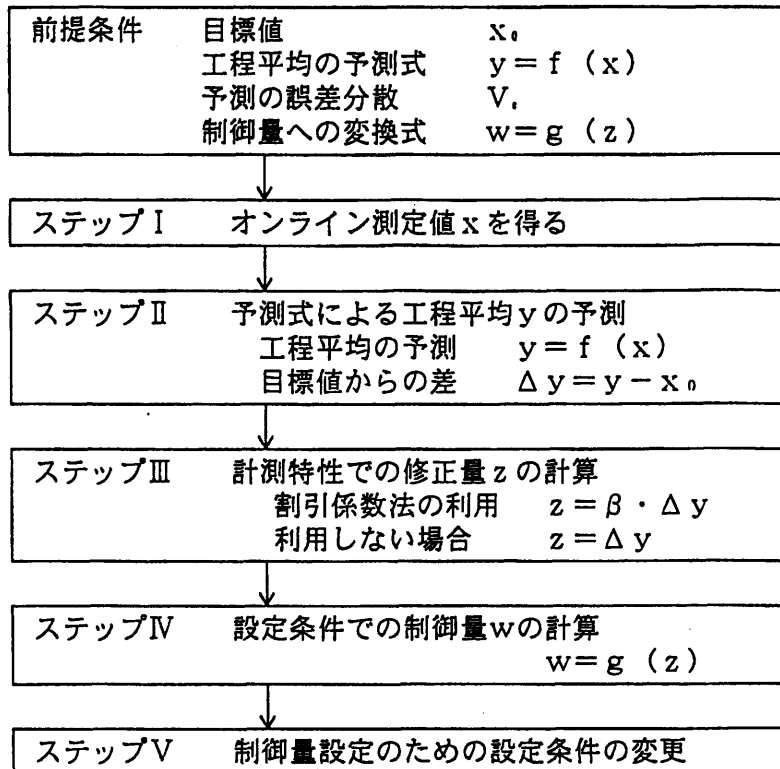 前提条件 目標値 x₀
工程平均の予測式 y=f (x)
予測の誤差分散 Vₑ
制御量への変換式 w=g (z)
ステップⅠ オンライン測定値xを得る
ステップⅡ 予測式による工程平均yの予測
工程平均の予測 y=f (x)
目標値からの差 Δy=y-x₀
ステップⅢ 計測特性での修正量zの計算
割引係数法の利用 z=β・Δy
利用しない場合 z=Δy
ステップⅣ 設定条件での制御量wの計算
w=g (z)
ステップⅤ 制御量設定のための設定条件の変更